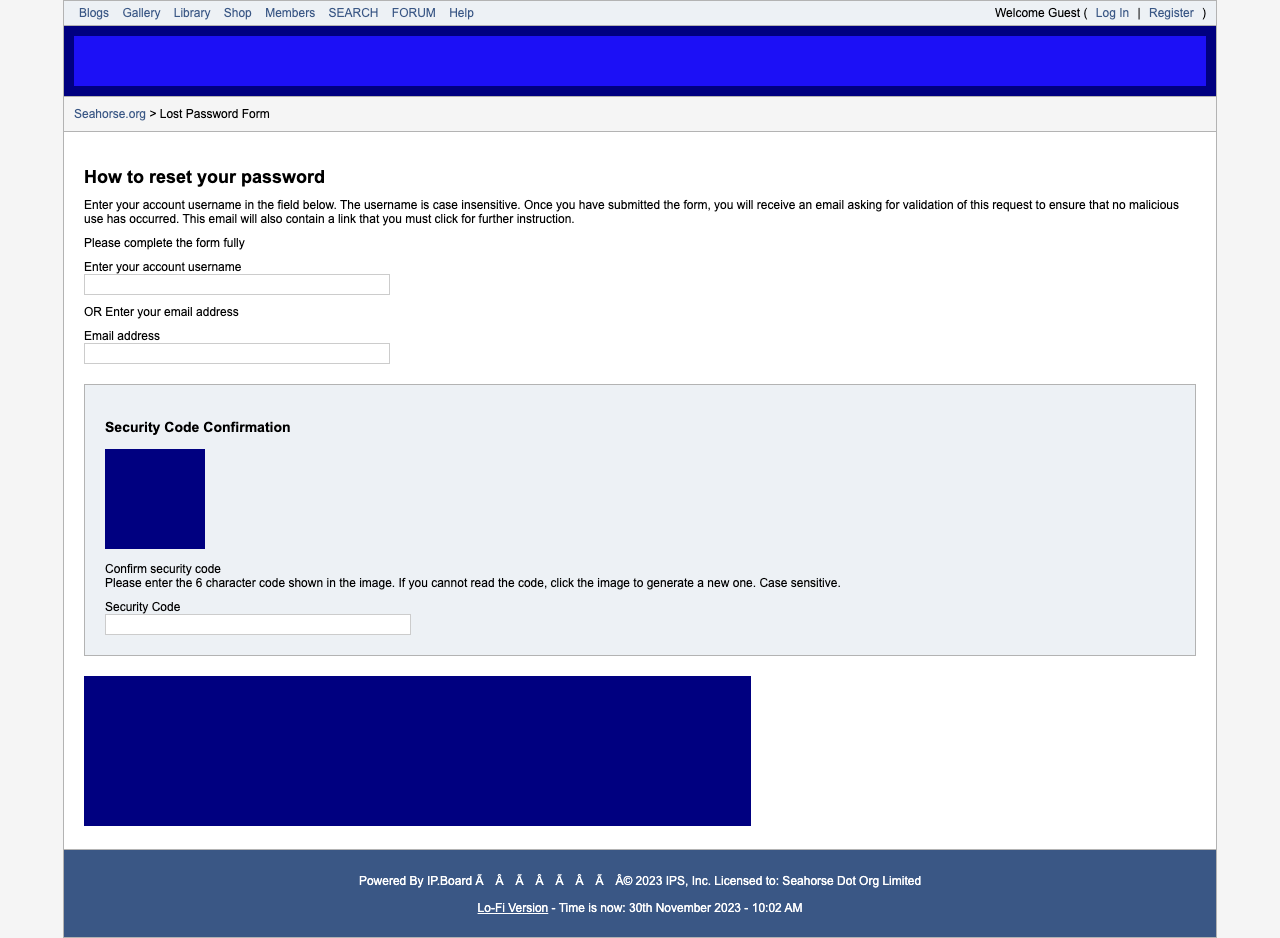 Blogs Gallery Library Shop Members SEARCH FORUM Help Welcome Guest ( Log In | Register )
Seahorse.org > Lost Password Form
How to reset your password
Enter your account username in the field below. The username is case insensitive. Once you have submitted the form, you will receive an email asking for validation of this request to ensure that no malicious
use has occurred. This email will also contain a link that you must click for further instruction.
Please complete the form fully
Enter your account username
OR Enter your email address
Email address
Security Code Confirmation
Confirm security code
Please enter the 6 character code shown in the image. If you cannot read the code, click the image to generate a new one. Case sensitive.
Security Code
Powered By IP.Board Ã Â Ã Â Ã Â Ã Â© 2023 IPS, Inc. Licensed to: Seahorse Dot Org Limited
Lo-Fi Version - Time is now: 30th November 2023 - 10:02 AM